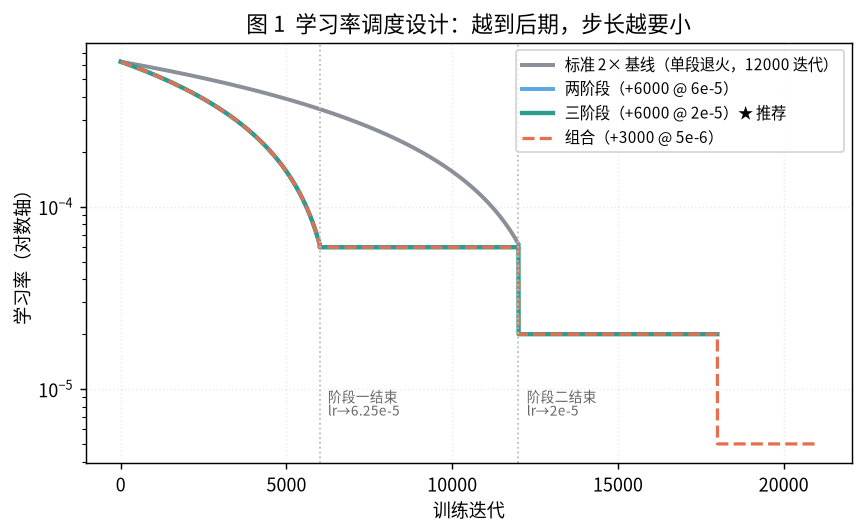 图 1 学习率调度设计：越到后期，步长越要小
标准 2× 基线（单段退火，12000 迭代）
两阶段（+6000 @ 6e-5）
三阶段（+6000 @ 2e-5）★ 推荐
组合（+3000 @ 5e-6）
学习率（对数轴）
10⁻⁴
10⁻⁵
阶段一结束
lr→6.25e-5
阶段二结束
lr→2e-5
0
5000
10000
15000
20000
训练迭代